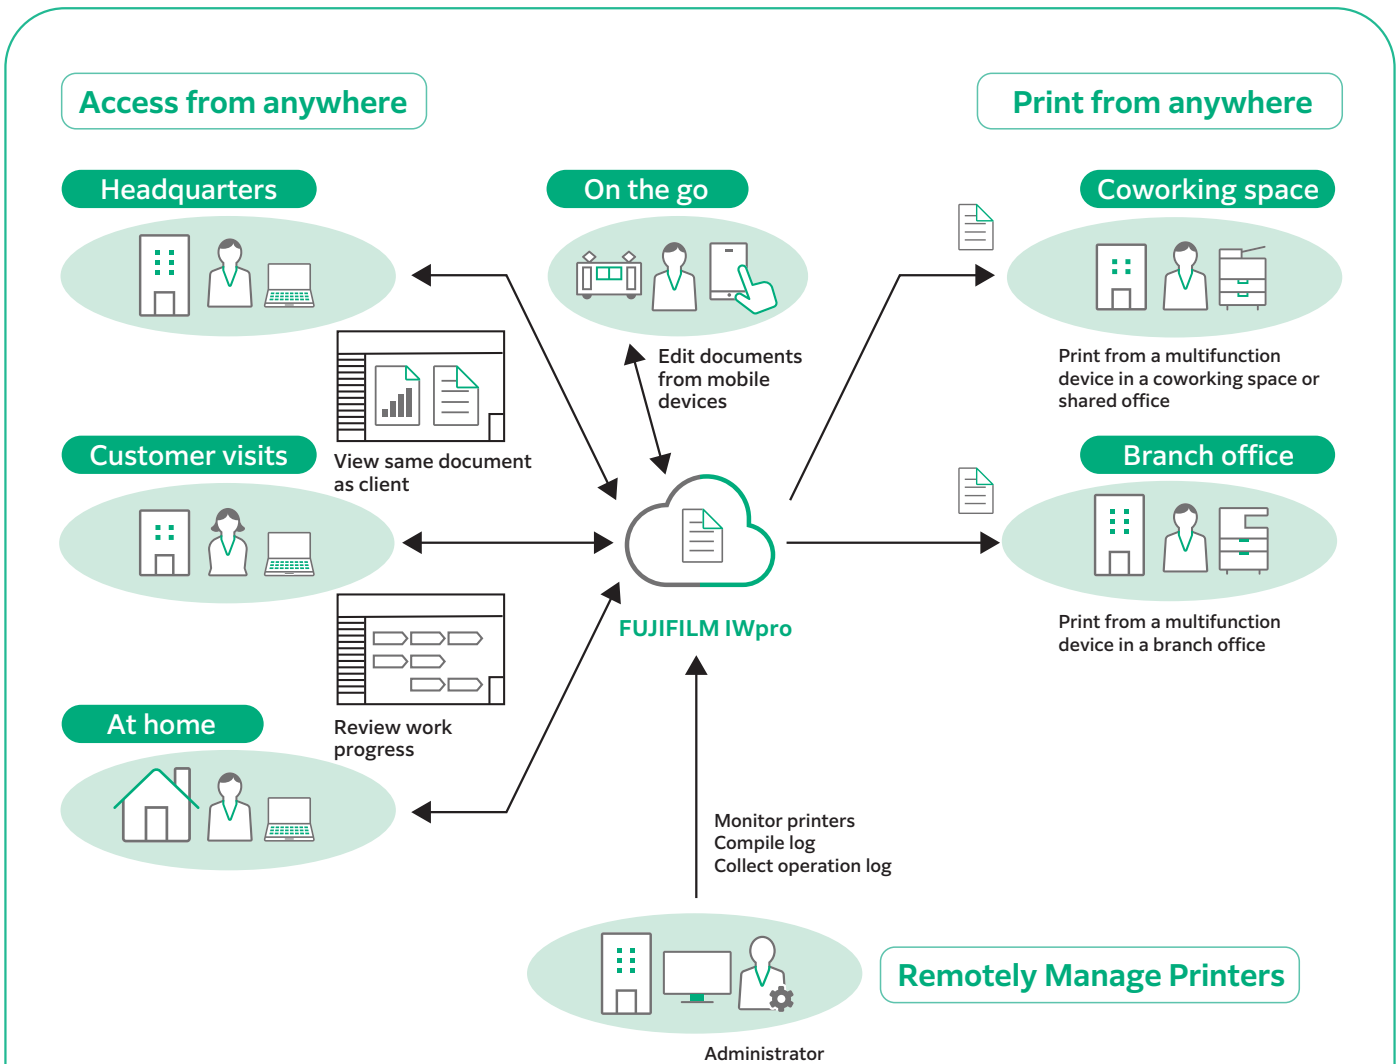 Access from anywhere
Print from anywhere
Headquarters
On the go
Coworking space
Edit documents
from mobile
devices
Print from a multifunction
device in a coworking space or
shared office
Customer visits
View same document
as client
Branch office
FUJIFILM IWpro
Print from a multifunction
device in a branch office
At home
Review work
progress
Monitor printers
Compile log
Collect operation log
Remotely Manage Printers
Administrator